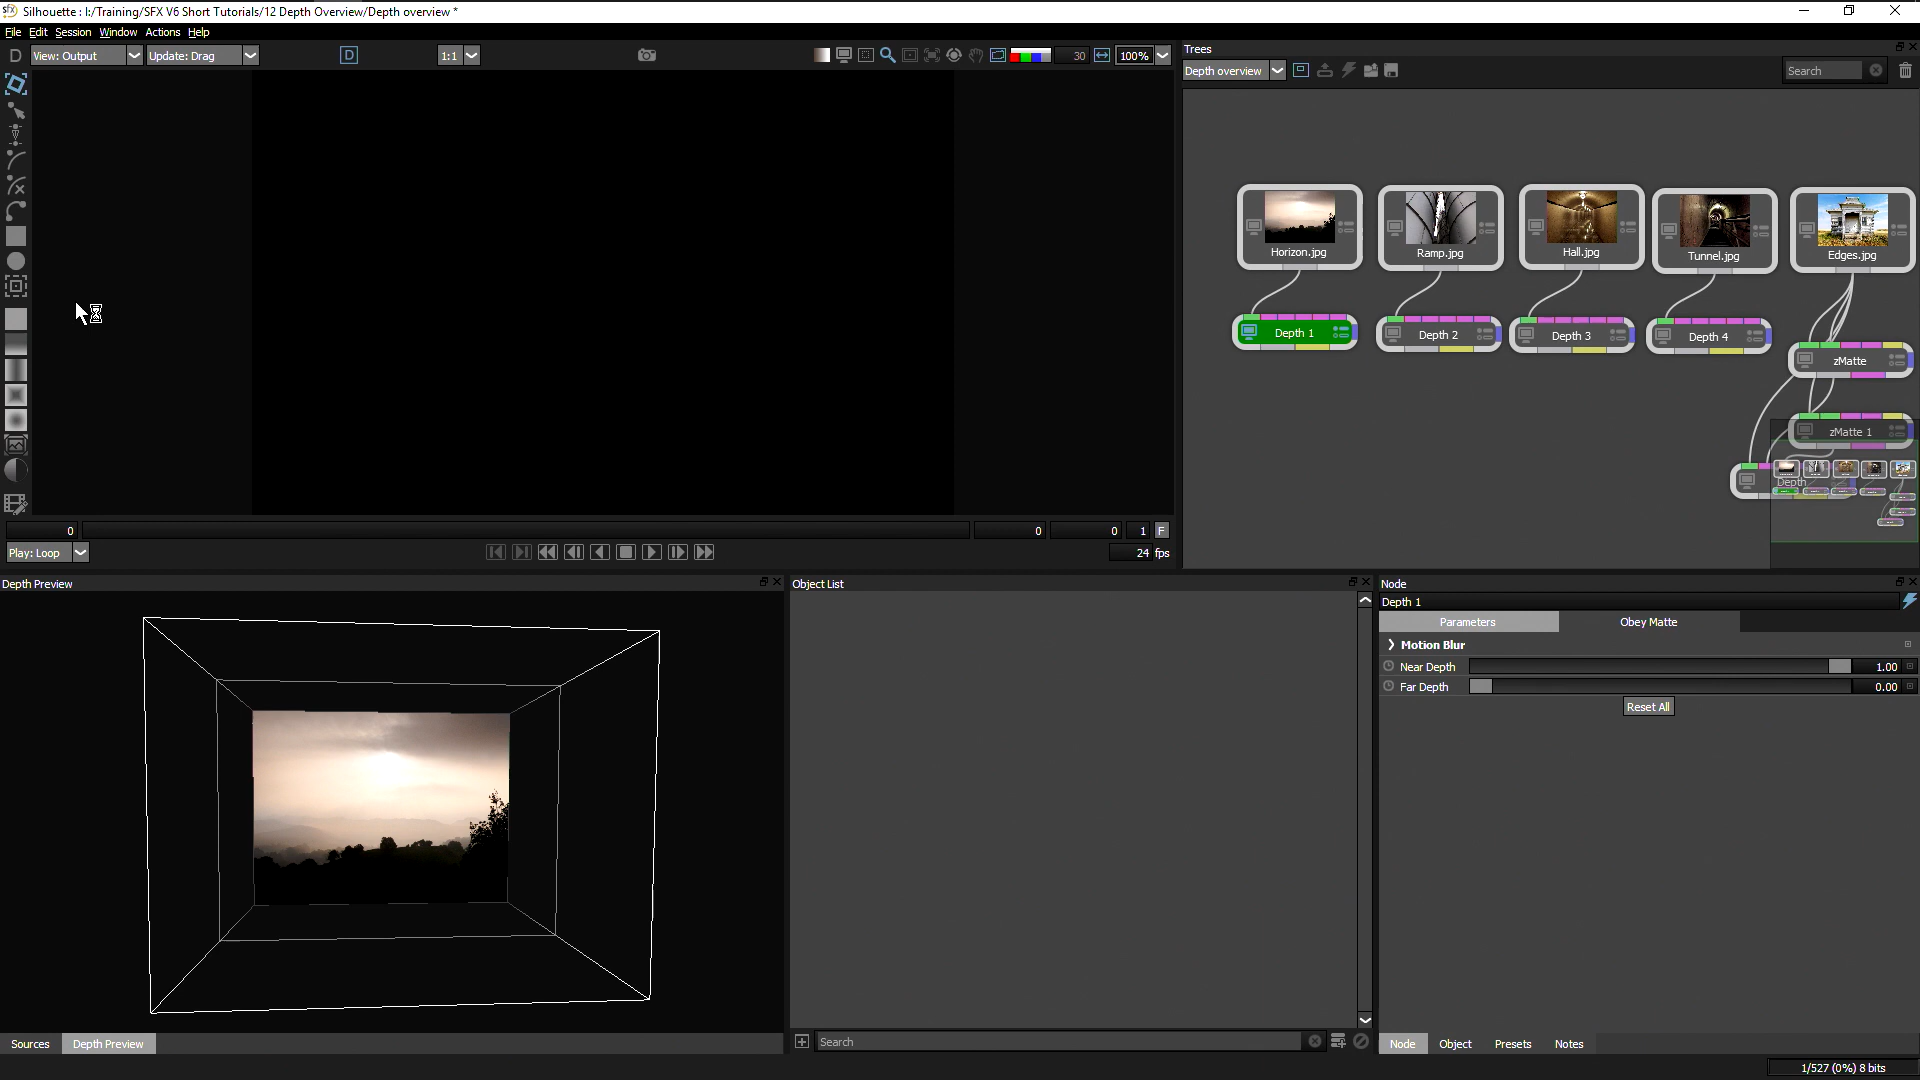 sfx Silhouette : I:/Training/SFX V6 Short Tutorials/12 Depth Overview/Depth overview *
File Edit Session Window Actions Help
D View: Output Update: Drag D 1:1 30 100%
Trees
Depth overview Search
Horizon.jpg Ramp.jpg Hall.jpg Tunnel.jpg Edges.jpg
Depth 1 Depth 2 Depth 3 Depth 4
zMatte
zMatte 1
Depth
0 0 0 1 F
Play: Loop 24 fps
Depth Preview Object List Node
Depth 1
Parameters Obey Matte
Motion Blur
Near Depth 1.00
Far Depth 0.00
Reset All
Sources Depth Preview Search Node Object Presets Notes
1/527 (0%) 8 bits